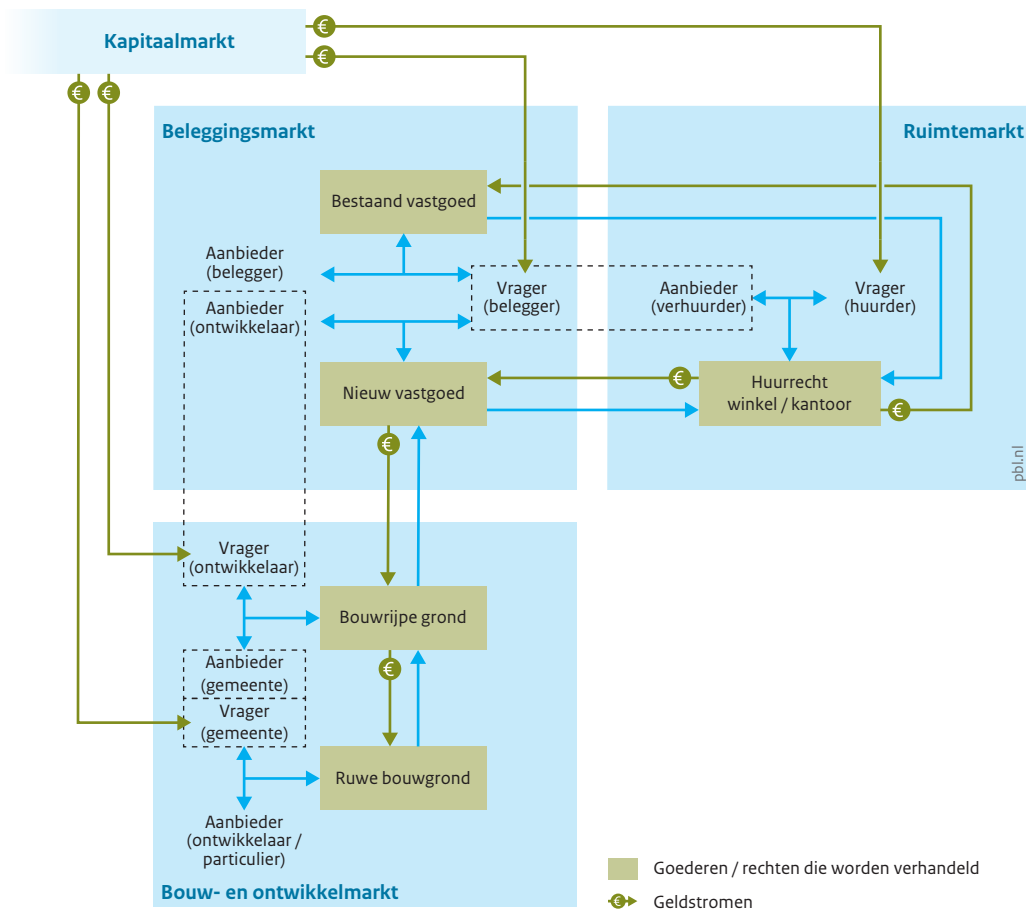 Kapitaalmarkt
€
€
€
€
Beleggingsmarkt
Ruimtemarkt
Bestaand vastgoed
Aanbieder
(belegger)
Vrager
(belegger)
Aanbieder
(verhuurder)
Vrager
(huurder)
Aanbieder
(ontwikkelaar)
Nieuw vastgoed
€
Huurrecht
winkel / kantoor
€
€
pbl.nl
Vrager
(ontwikkelaar)
Bouwrijpe grond
Aanbieder
(gemeente)
€
Vrager
(gemeente)
Ruwe bouwgrond
Aanbieder
(ontwikkelaar /
particulier)
Bouw- en ontwikkelmarkt
Goederen / rechten die worden verhandeld
€ Geldstromen